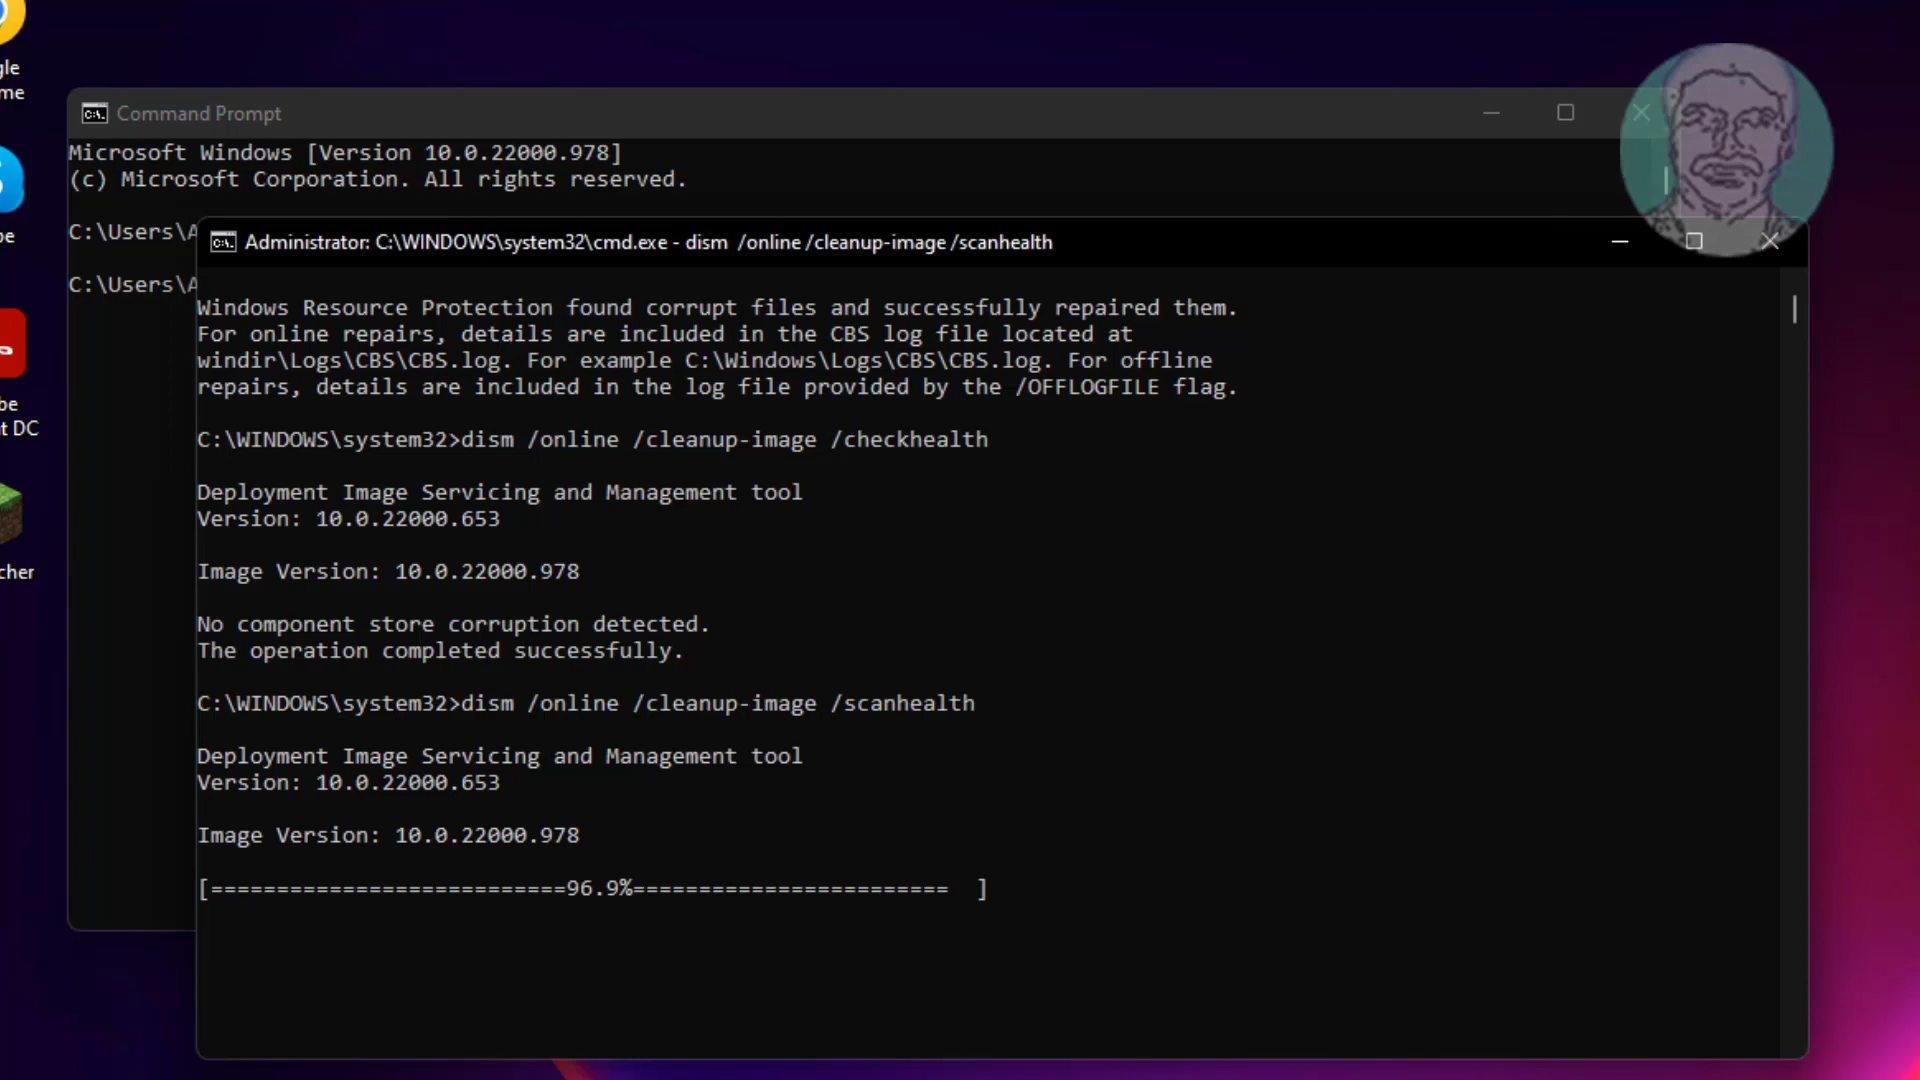 gle
me
be
be
t DC
cher
Command Prompt
Microsoft Windows [Version 10.0.22000.978]
(c) Microsoft Corporation. All rights reserved.
C:\Users\A
C:\Users\A
Administrator: C:\WINDOWS\system32\cmd.exe - dism /online /cleanup-image /scanhealth
Windows Resource Protection found corrupt files and successfully repaired them.
For online repairs, details are included in the CBS log file located at
windir\Logs\CBS\CBS.log. For example C:\Windows\Logs\CBS\CBS.log. For offline
repairs, details are included in the log file provided by the /OFFLOGFILE flag.
C:\WINDOWS\system32>dism /online /cleanup-image /checkhealth
Deployment Image Servicing and Management tool
Version: 10.0.22000.653
Image Version: 10.0.22000.978
No component store corruption detected.
The operation completed successfully.
C:\WINDOWS\system32>dism /online /cleanup-image /scanhealth
Deployment Image Servicing and Management tool
Version: 10.0.22000.653
Image Version: 10.0.22000.978
[===========================96.9%======================== ]